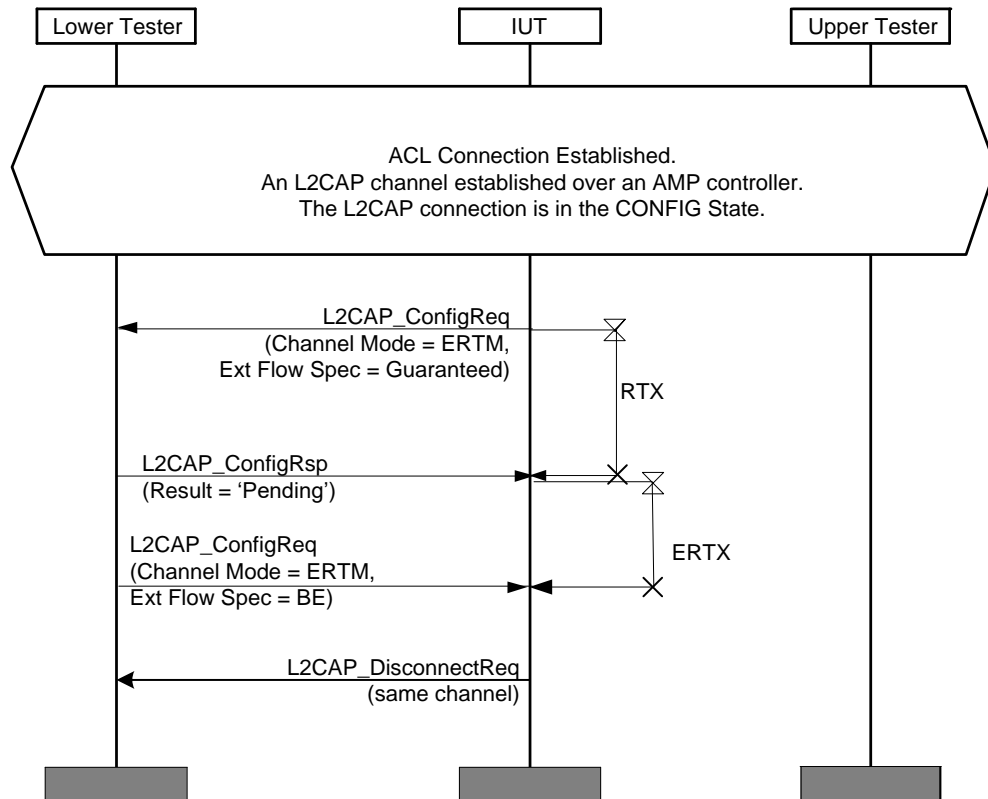 Lower Tester
IUT
Upper Tester
ACL Connection Established.
An L2CAP channel established over an AMP controller.
The L2CAP connection is in the CONFIG State.
L2CAP_ConfigReq
(Channel Mode = ERTM,
Ext Flow Spec = Guaranteed)
RTX
L2CAP_ConfigRsp
(Result = ‘Pending’)
L2CAP_ConfigReq
(Channel Mode = ERTM,
Ext Flow Spec = BE)
ERTX
L2CAP_DisconnectReq
(same channel)